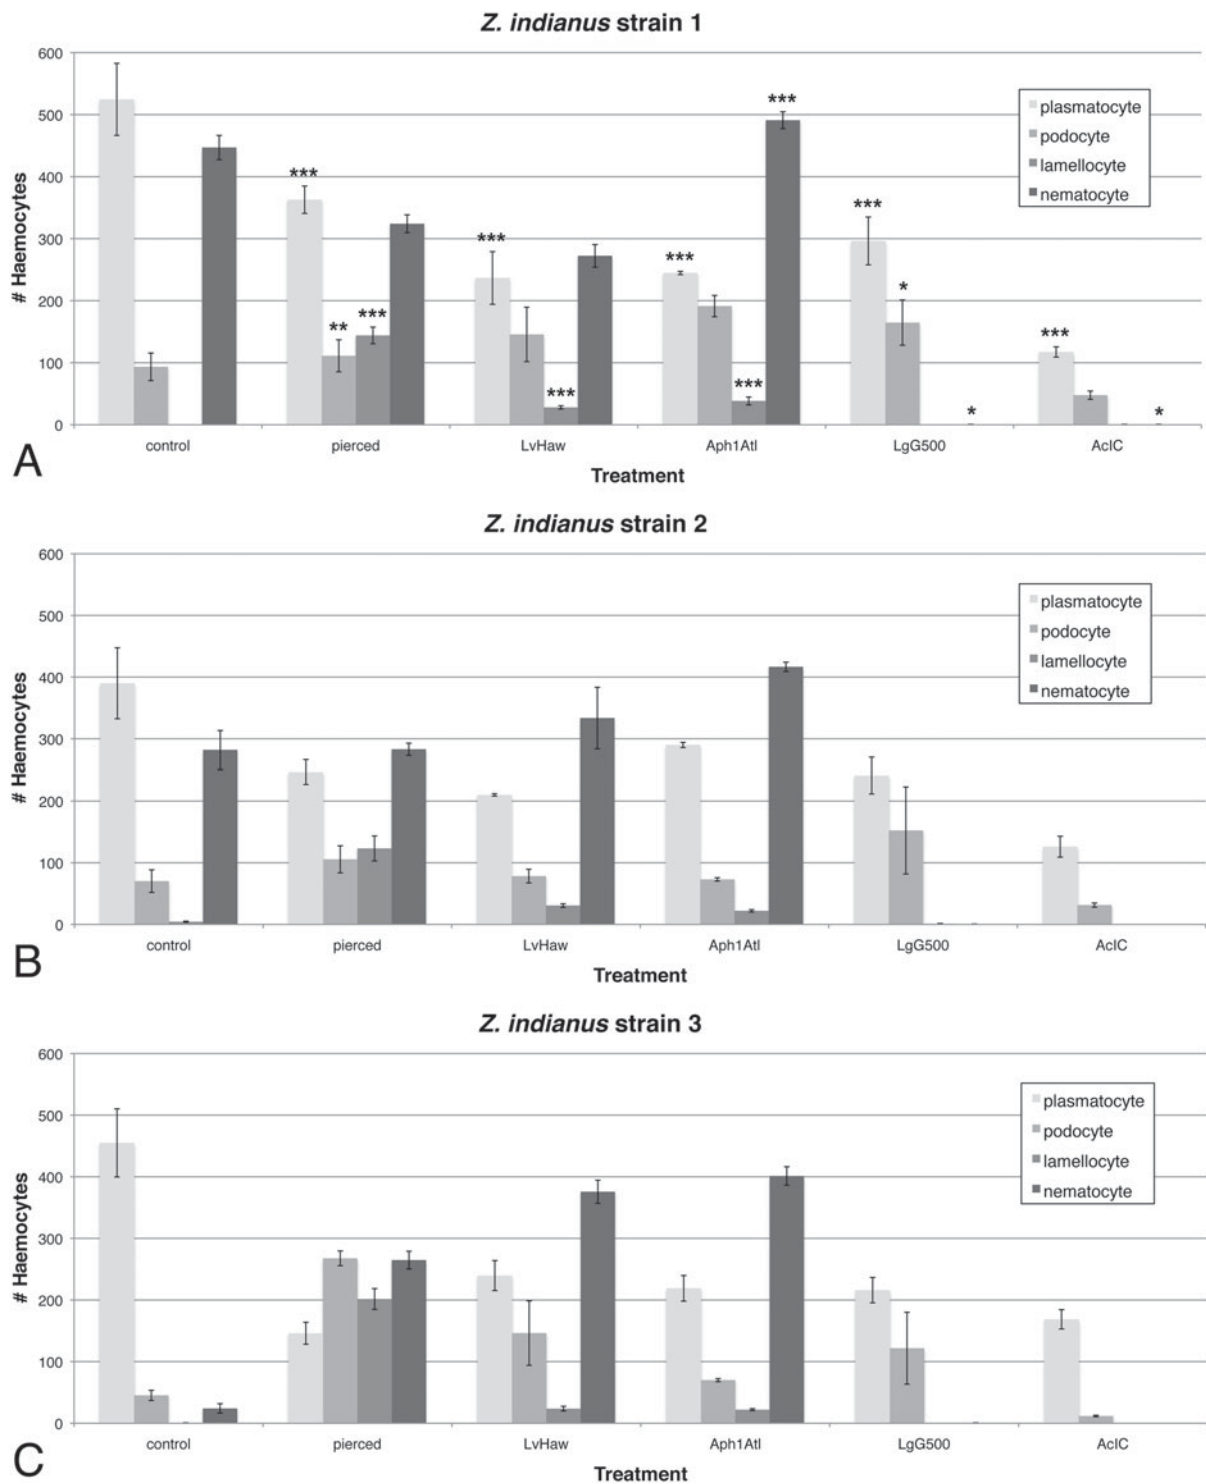 Z. indianus strain 1
600
500
400
300
200
100
0
# Haemocytes
plasmatocyte
podocyte
lamellocyte
nematocyte
***
**
***
***
***
***
***
***
***
*
*
***
*
control pierced LvHaw Aph1Atl LgG500 AcIC
Treatment
A
Z. indianus strain 2
600
500
400
300
200
100
0
# Haemocytes
plasmatocyte
podocyte
lamellocyte
nematocyte
control pierced LvHaw Aph1Atl LgG500 AcIC
Treatment
B
Z. indianus strain 3
600
500
400
300
200
100
0
# Haemocytes
plasmatocyte
podocyte
lamellocyte
nematocyte
control pierced LvHaw Aph1Atl LgG500 AcIC
Treatment
C